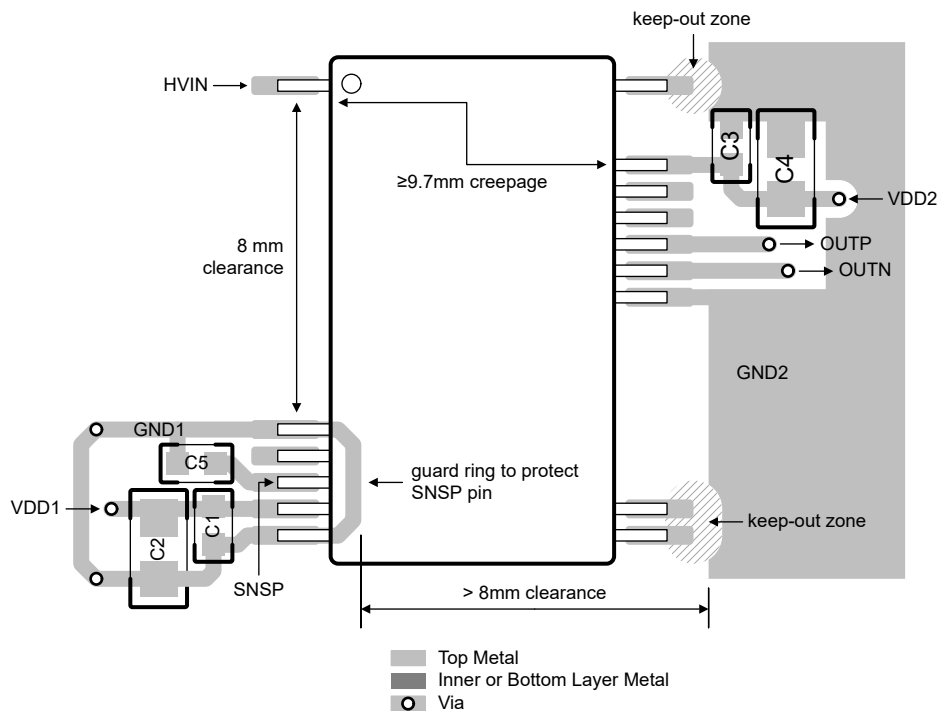 keep-out zone
HVIN
C3
C4
≥9.7mm creepage
VDD2
8 mm
clearance
OUTP
OUTN
GND2
GND1
C5
guard ring to protect
SNSP pin
VDD1
C1
C2
keep-out zone
SNSP
> 8mm clearance
Top Metal
Inner or Bottom Layer Metal
Via